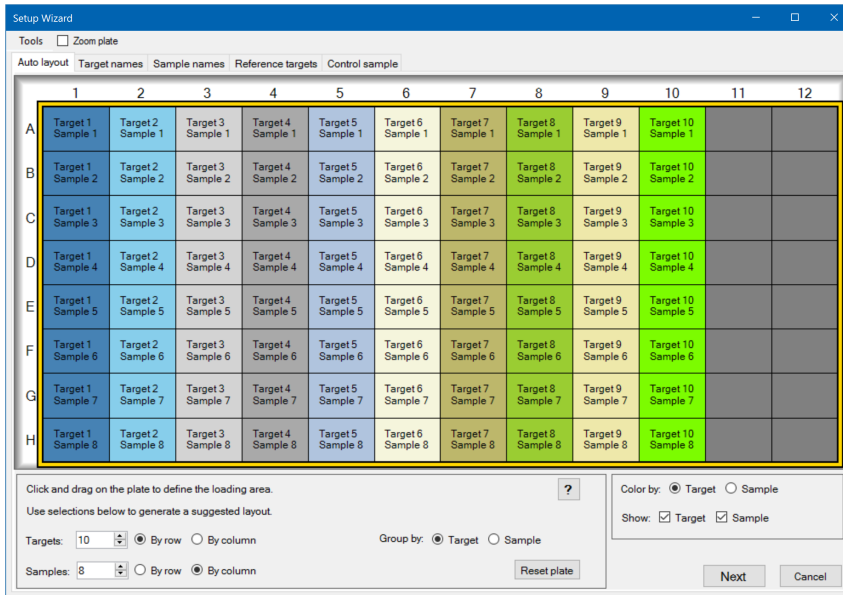 Setup Wizard
Tools Zoom plate
Auto layout Target names Sample names Reference targets Control sample
1 2 3 4 5 6 7 8 9 10 11 12
A Target 1 Target 2 Target 3 Target 4 Target 5 Target 6 Target 7 Target 8 Target 9 Target 10
Sample 1 Sample 1 Sample 1 Sample 1 Sample 1 Sample 1 Sample 1 Sample 1 Sample 1 Sample 1
B Target 1 Target 2 Target 3 Target 4 Target 5 Target 6 Target 7 Target 8 Target 9 Target 10
Sample 2 Sample 2 Sample 2 Sample 2 Sample 2 Sample 2 Sample 2 Sample 2 Sample 2 Sample 2
C Target 1 Target 2 Target 3 Target 4 Target 5 Target 6 Target 7 Target 8 Target 9 Target 10
Sample 3 Sample 3 Sample 3 Sample 3 Sample 3 Sample 3 Sample 3 Sample 3 Sample 3 Sample 3
D Target 1 Target 2 Target 3 Target 4 Target 5 Target 6 Target 7 Target 8 Target 9 Target 10
Sample 4 Sample 4 Sample 4 Sample 4 Sample 4 Sample 4 Sample 4 Sample 4 Sample 4 Sample 4
E Target 1 Target 2 Target 3 Target 4 Target 5 Target 6 Target 7 Target 8 Target 9 Target 10
Sample 5 Sample 5 Sample 5 Sample 5 Sample 5 Sample 5 Sample 5 Sample 5 Sample 5 Sample 5
F Target 1 Target 2 Target 3 Target 4 Target 5 Target 6 Target 7 Target 8 Target 9 Target 10
Sample 6 Sample 6 Sample 6 Sample 6 Sample 6 Sample 6 Sample 6 Sample 6 Sample 6 Sample 6
G Target 1 Target 2 Target 3 Target 4 Target 5 Target 6 Target 7 Target 8 Target 9 Target 10
Sample 7 Sample 7 Sample 7 Sample 7 Sample 7 Sample 7 Sample 7 Sample 7 Sample 7 Sample 7
H Target 1 Target 2 Target 3 Target 4 Target 5 Target 6 Target 7 Target 8 Target 9 Target 10
Sample 8 Sample 8 Sample 8 Sample 8 Sample 8 Sample 8 Sample 8 Sample 8 Sample 8 Sample 8
Click and drag on the plate to define the loading area. ?
Use selections below to generate a suggested layout.
Targets: 10 By row By column Group by: Target Sample
Samples: 8 By row By column Reset plate
Color by: Target Sample
Show: Target Sample
Next Cancel